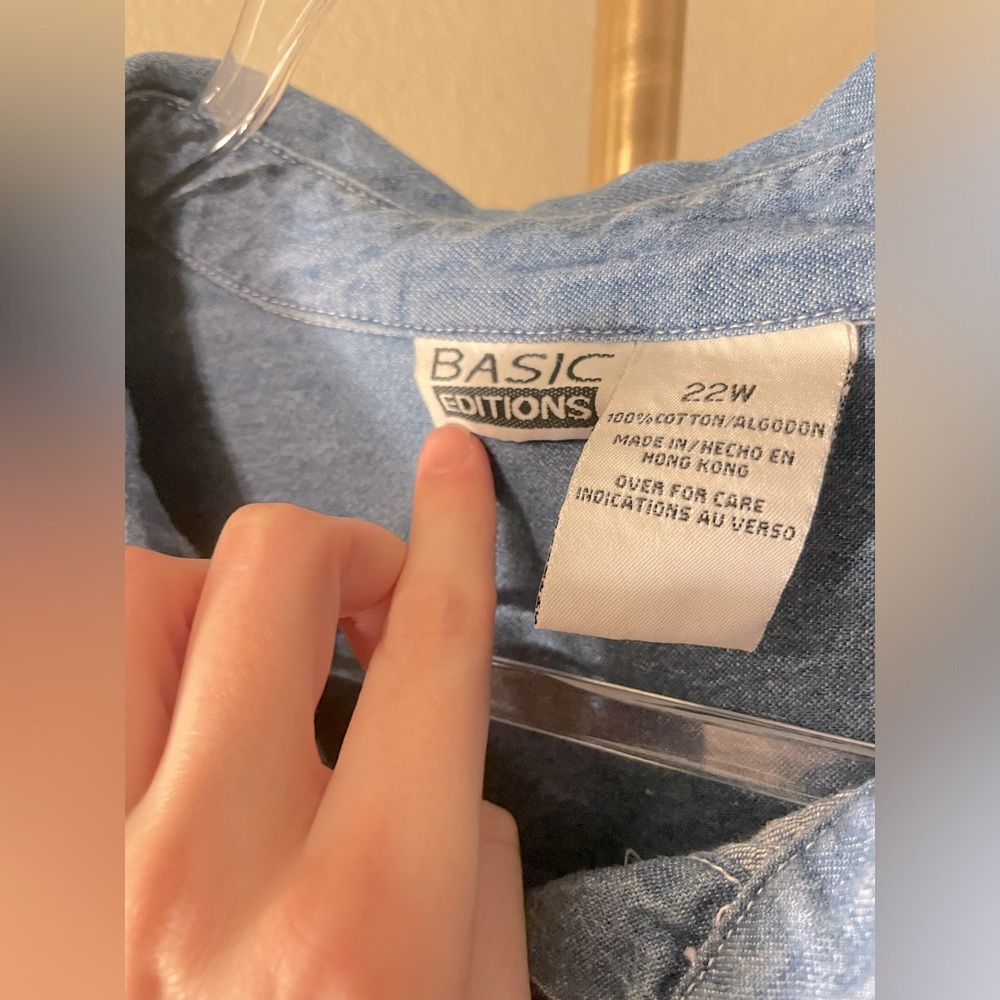 BASIC
EDITIONS
22W
100%COTTON/ALGODON
MADE IN/HECHO EN
HONG KONG
OVER FOR CARE
INDICATIONS AU VERSO